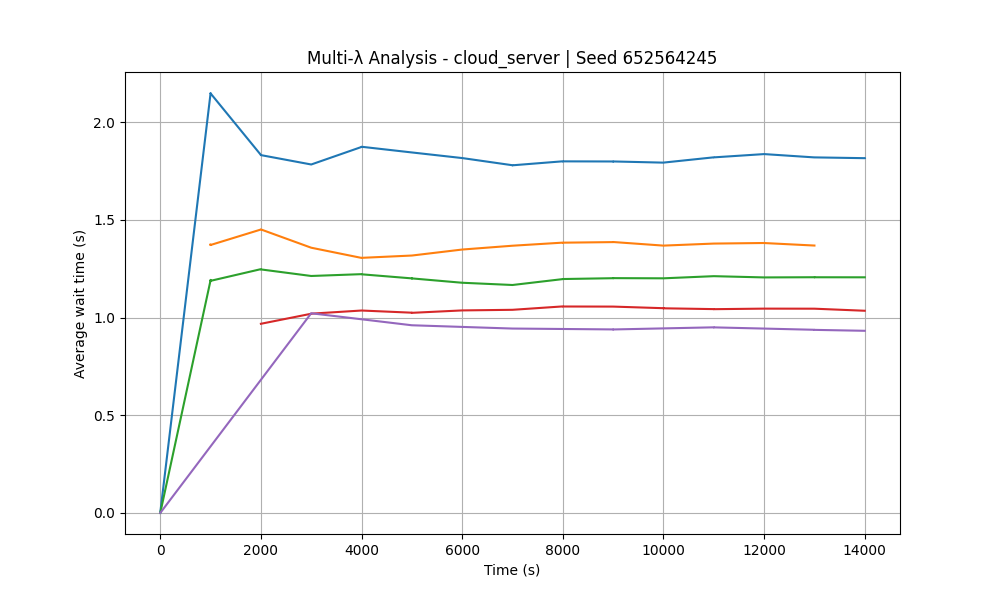 Multi-λ Analysis - cloud_server | Seed 652564245
Average wait time (s)
2.0
1.5
1.0
0.5
0.0
0 2000 4000 6000 8000 10000 12000 14000
Time (s)